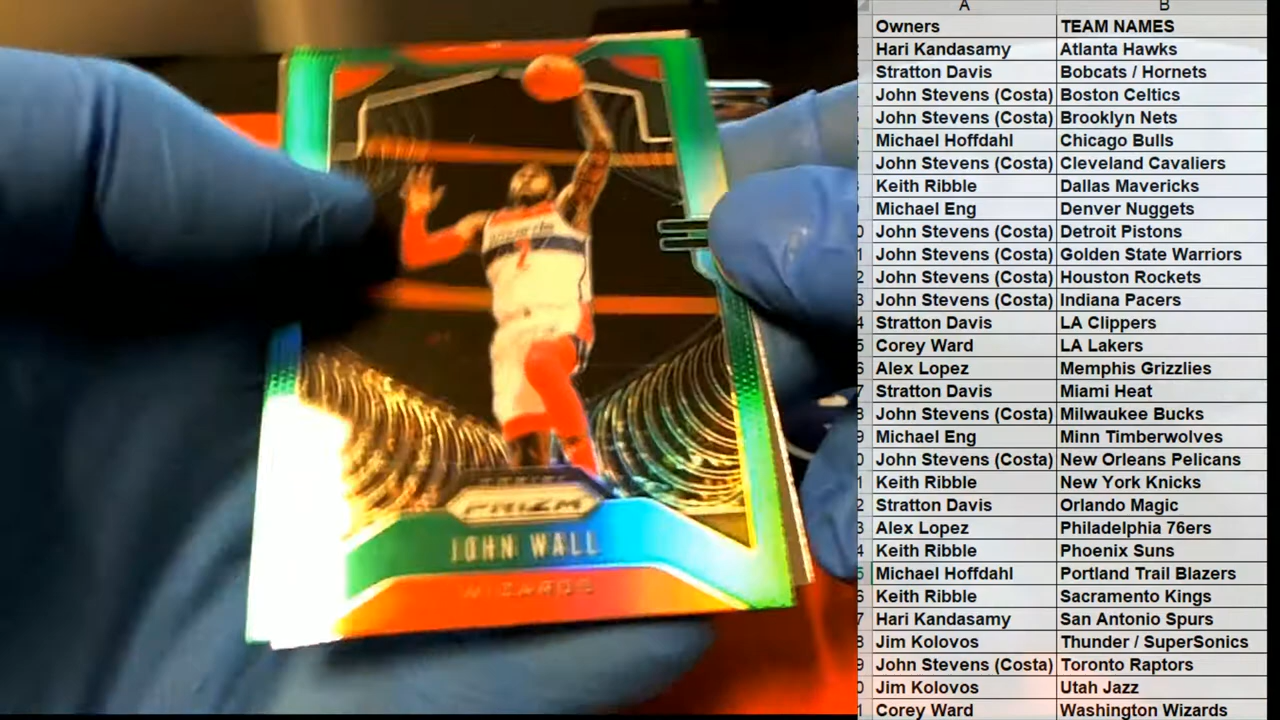 PRIZM
JOHN WALL
WIZARDS
A B
Owners TEAM NAMES
Hari Kandasamy Atlanta Hawks
Stratton Davis Bobcats / Hornets
John Stevens (Costa) Boston Celtics
John Stevens (Costa) Brooklyn Nets
Michael Hoffdahl Chicago Bulls
John Stevens (Costa) Cleveland Cavaliers
Keith Ribble Dallas Mavericks
Michael Eng Denver Nuggets
John Stevens (Costa) Detroit Pistons
John Stevens (Costa) Golden State Warriors
John Stevens (Costa) Houston Rockets
John Stevens (Costa) Indiana Pacers
Stratton Davis LA Clippers
Corey Ward LA Lakers
Alex Lopez Memphis Grizzlies
Stratton Davis Miami Heat
John Stevens (Costa) Milwaukee Bucks
Michael Eng Minn Timberwolves
John Stevens (Costa) New Orleans Pelicans
Keith Ribble New York Knicks
Stratton Davis Orlando Magic
Alex Lopez Philadelphia 76ers
Keith Ribble Phoenix Suns
Michael Hoffdahl Portland Trail Blazers
Keith Ribble Sacramento Kings
Hari Kandasamy San Antonio Spurs
Jim Kolovos Thunder / SuperSonics
John Stevens (Costa) Toronto Raptors
Jim Kolovos Utah Jazz
Corey Ward Washington Wizards